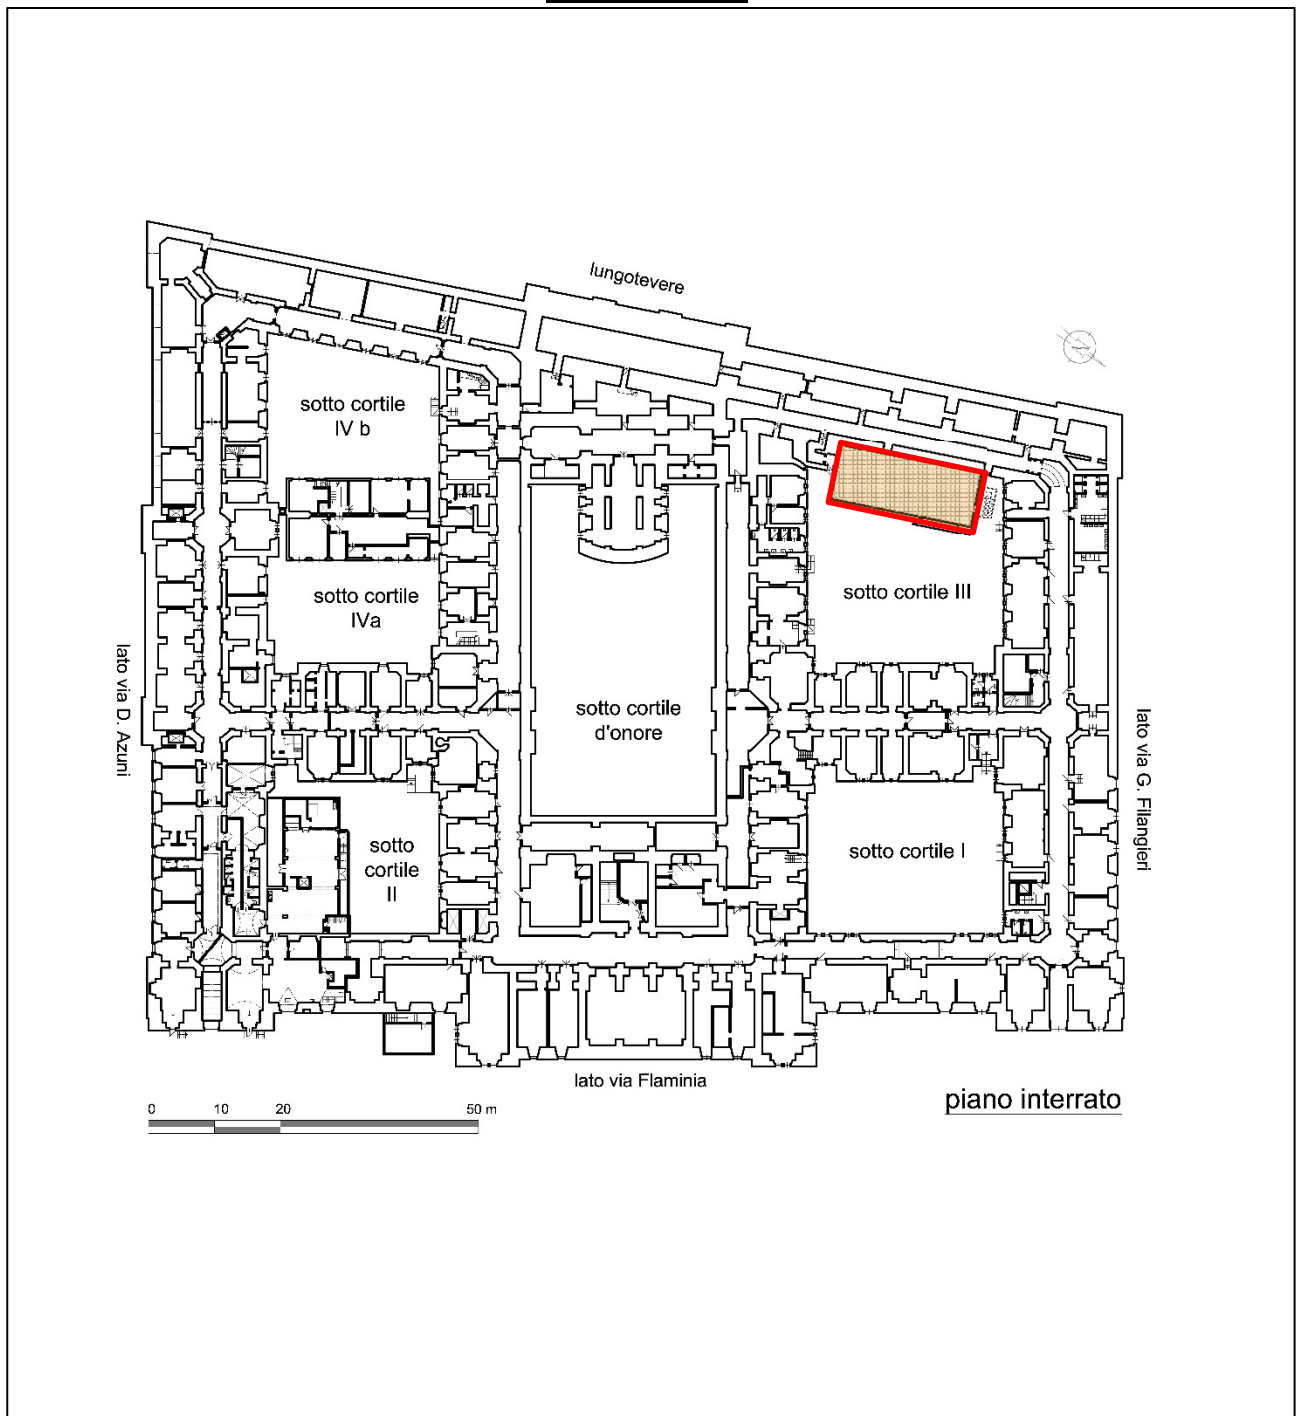 lungotevere
sotto cortile
IV b
sotto cortile
IVa
sotto cortile III
sotto cortile
d'onore
sotto
cortile
II
sotto cortile I
lato via D. Azuni
lato via G. Filangieri
lato via Flaminia
piano interrato
0 10 20 50 m